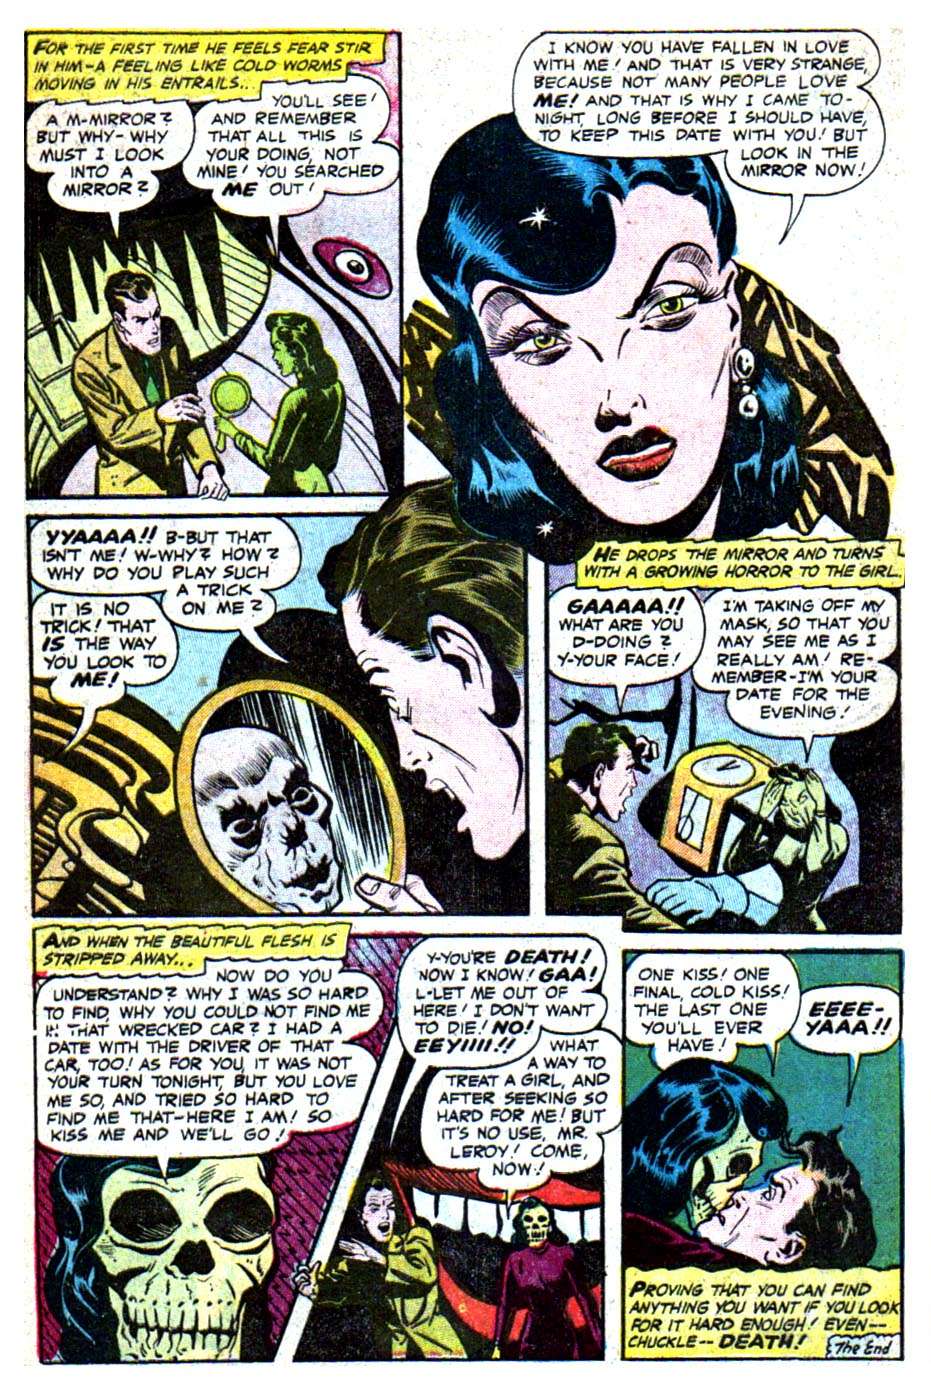 FOR THE FIRST TIME HE FEELS FEAR STIR
IN HIM—A FEELING LIKE COLD WORMS
MOVING IN HIS ENTRAILS...
A M-MIRROR?
BUT WHY—WHY
MUST I LOOK
INTO A
MIRROR?
YOU'LL SEE!
AND REMEMBER
THAT ALL THIS IS
YOUR DOING, NOT
MINE! YOU SEARCHED
ME OUT!
I KNOW YOU HAVE FALLEN IN LOVE
WITH ME! AND THAT IS VERY STRANGE,
BECAUSE NOT MANY PEOPLE LOVE
ME! AND THAT IS WHY I CAME TO-
NIGHT, LONG BEFORE I SHOULD HAVE,
TO KEEP THIS DATE WITH YOU! BUT
LOOK IN THE
MIRROR NOW!
YYAAAA!! B-BUT THAT
ISN'T ME! W-WHY? HOW?
WHY DO YOU PLAY SUCH
A TRICK
ON ME?
IT IS NO
TRICK! THAT
IS THE WAY
YOU LOOK TO
ME!
HE DROPS THE MIRROR AND TURNS
WITH A GROWING HORROR TO THE GIRL.
GAAAAA!!
WHAT ARE YOU
D-DOING?
Y-YOUR FACE!
I'M TAKING OFF MY
MASK, SO THAT YOU
MAY SEE ME AS I
REALLY AM! RE-
MEMBER—I'M YOUR
DATE FOR THE
EVENING!
AND WHEN THE BEAUTIFUL FLESH IS
STRIPPED AWAY...
NOW DO YOU
UNDERSTAND? WHY I WAS SO HARD
TO FIND, WHY YOU COULD NOT FIND ME
IN THAT WRECKED CAR? I HAD A
DATE WITH THE DRIVER OF THAT
CAR, TOO! AS FOR YOU, IT WAS NOT
YOUR TURN TONIGHT, BUT YOU LOVE
ME SO, AND TRIED SO HARD TO
FIND ME THAT—HERE I AM! SO
KISS ME AND WE'LL GO!
Y-YOU'RE DEATH!
NOW I KNOW! GAA!
L-LET ME OUT OF
HERE! I DON'T WANT
TO DIE! NO!
EEYIIII!!
WHAT
A WAY TO
TREAT A GIRL, AND
AFTER SEEKING SO
HARD FOR ME! BUT
IT'S NO USE, MR.
LEROY! COME,
NOW!
ONE KISS! ONE
FINAL, COLD KISS!
THE LAST ONE
YOU'LL EVER
HAVE!
EEEE-
YAAA!!
PROVING THAT YOU CAN FIND
ANYTHING YOU WANT IF YOU LOOK
FOR IT HARD ENOUGH! EVEN—
CHUCKLE—DEATH!
The End